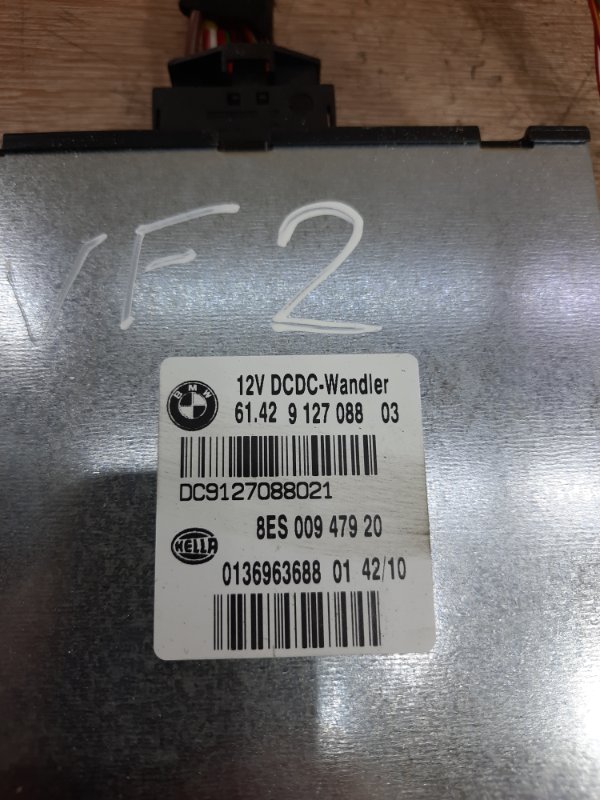 F2
BMW
12V DCDC-Wandler
61.42 9 127 088 03
DC9127088021
HELLA
8ES 009 479 20
0136963688 01 42/10